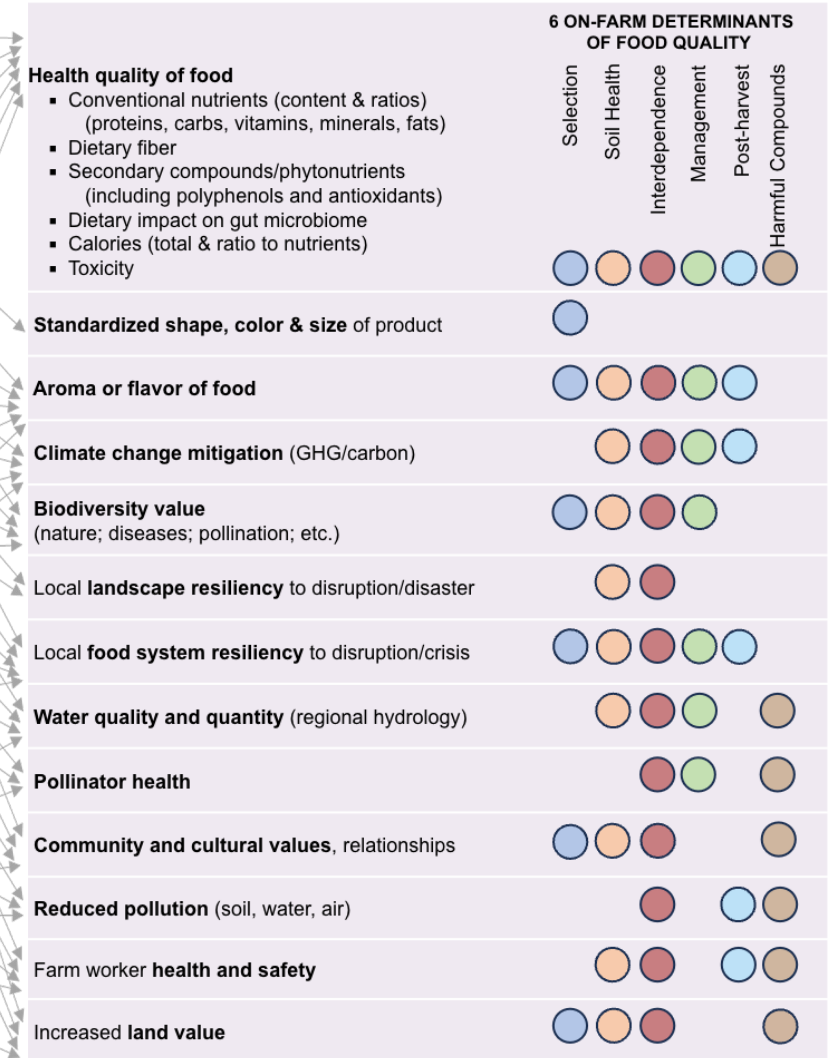 6 ON-FARM DETERMINANTS
OF FOOD QUALITY
Selection
Soil Health
Interdependence
Management
Post-harvest
Harmful Compounds
Health quality of food
▪ Conventional nutrients (content & ratios)
(proteins, carbs, vitamins, minerals, fats)
▪ Dietary fiber
▪ Secondary compounds/phytonutrients
(including polyphenols and antioxidants)
▪ Dietary impact on gut microbiome
▪ Calories (total & ratio to nutrients)
▪ Toxicity
Standardized shape, color & size of product
Aroma or flavor of food
Climate change mitigation (GHG/carbon)
Biodiversity value
(nature; diseases; pollination; etc.)
Local landscape resiliency to disruption/disaster
Local food system resiliency to disruption/crisis
Water quality and quantity (regional hydrology)
Pollinator health
Community and cultural values, relationships
Reduced pollution (soil, water, air)
Farm worker health and safety
Increased land value